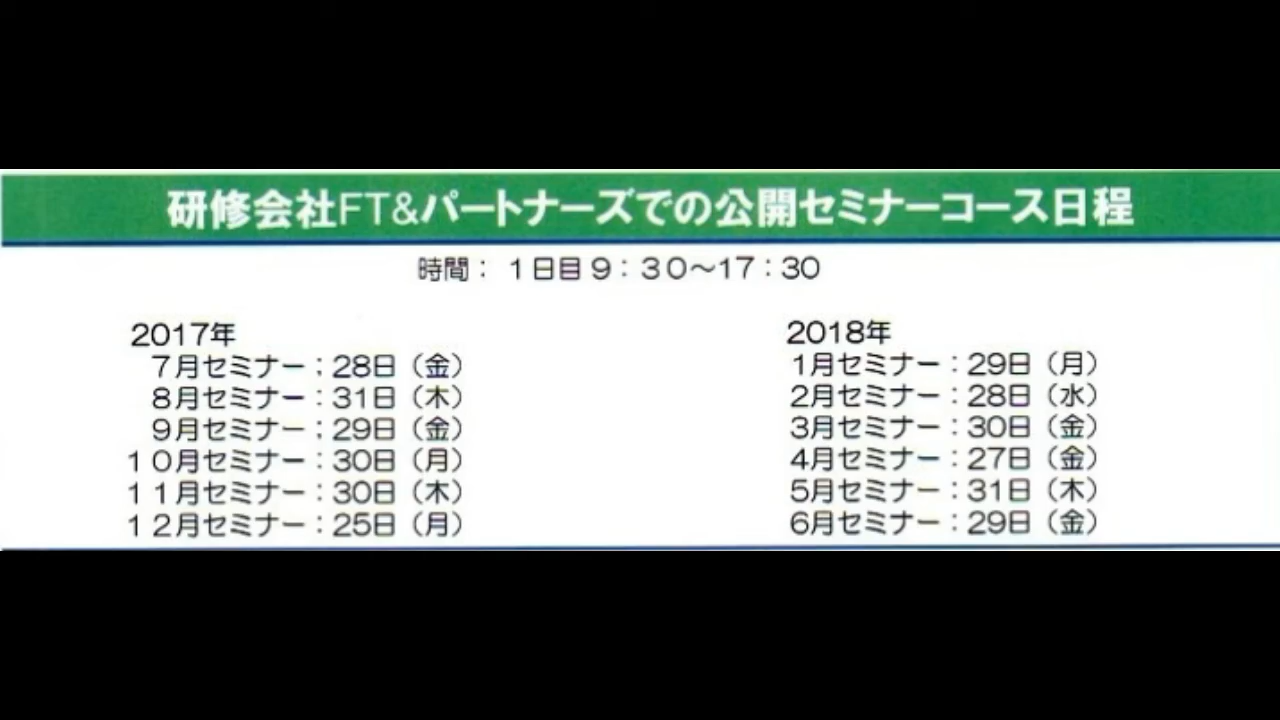 研修会社FT&パートナーズでの公開セミナーコース日程
時間： １日目９：３０～１７：３０
2017年
７月セミナー：28日（金）
８月セミナー：31日（木）
９月セミナー：29日（金）
１０月セミナー：30日（月）
１１月セミナー：30日（木）
１２月セミナー：25日（月）
2018年
1月セミナー：29日（月）
2月セミナー：28日（水）
3月セミナー：30日（金）
4月セミナー：27日（金）
5月セミナー：31日（木）
6月セミナー：29日（金）